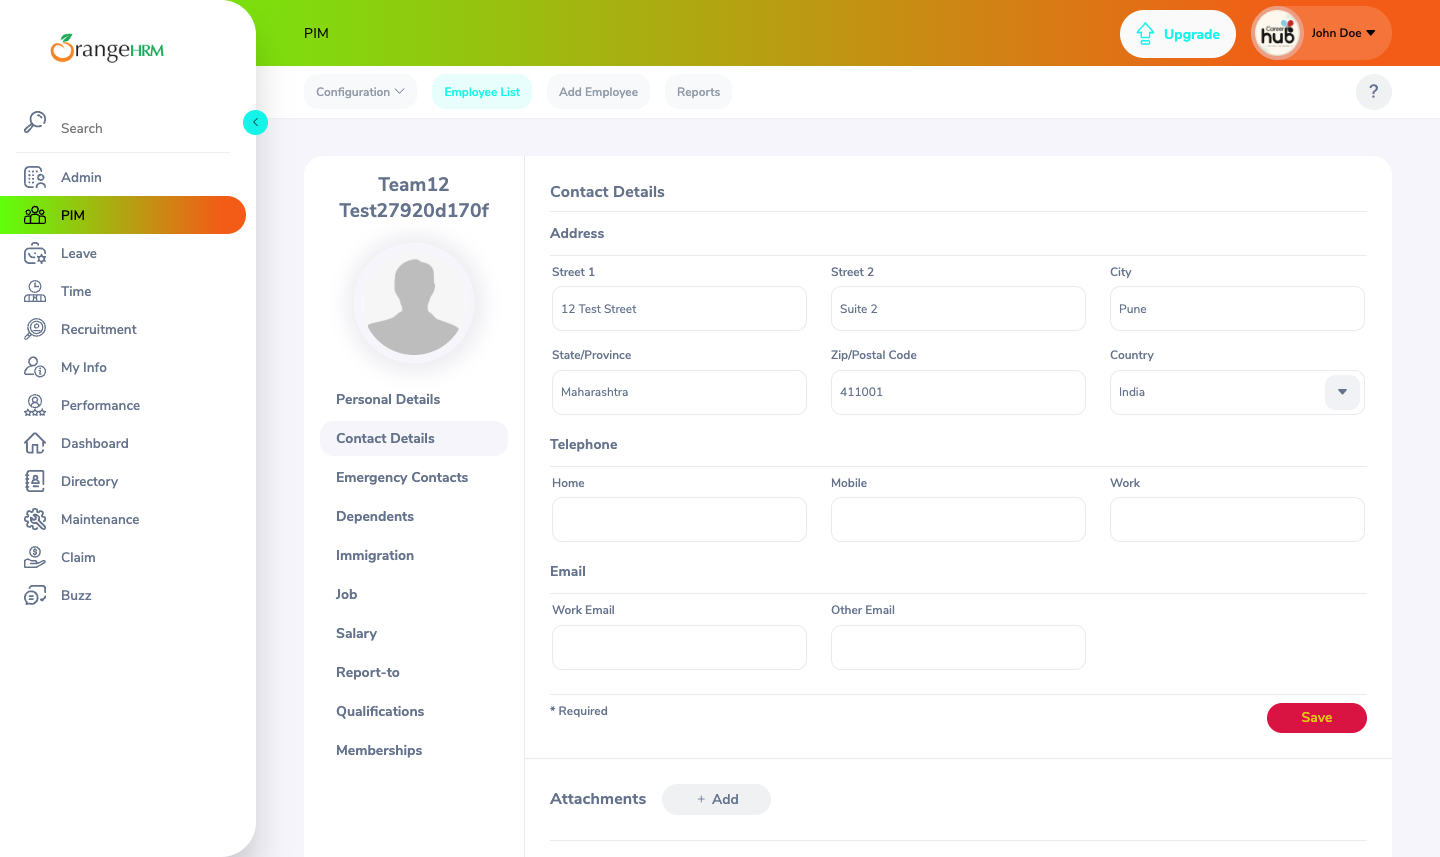 OrangeHRM
PIM
Upgrade
Career
hub
John Doe
Configuration
Employee List
Add Employee
Reports
?
Search
Admin
PIM
Leave
Time
Recruitment
My Info
Performance
Dashboard
Directory
Maintenance
Claim
Buzz
Team12
Test27920d170f
Personal Details
Contact Details
Emergency Contacts
Dependents
Immigration
Job
Salary
Report-to
Qualifications
Memberships
Contact Details
Address
Street 1
Street 2
City
12 Test Street
Suite 2
Pune
State/Province
Zip/Postal Code
Country
Maharashtra
411001
India
Telephone
Home
Mobile
Work
Email
Work Email
Other Email
* Required
Save
Attachments
+ Add